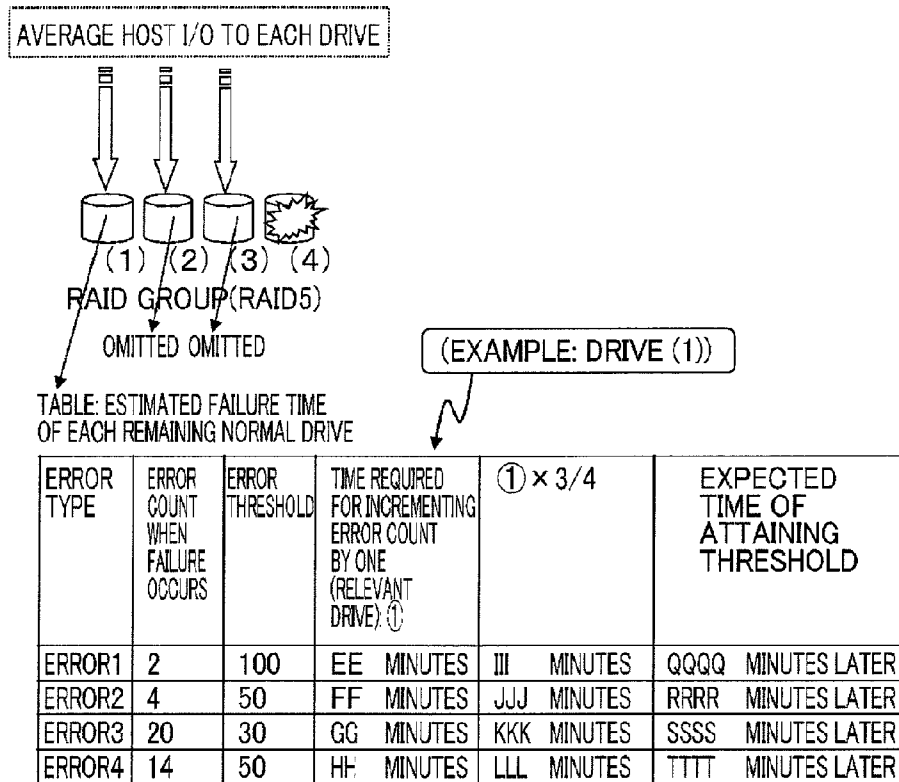 AVERAGE HOST I/O TO EACH DRIVE
(1) (2) (3) (4)
RAID GROUP(RAID5)
OMITTED OMITTED
(EXAMPLE: DRIVE (1))
TABLE: ESTIMATED FAILURE TIME
OF EACH REMAINING NORMAL DRIVE
ERROR TYPE
ERROR COUNT WHEN FAILURE OCCURS
ERROR THRESHOLD
TIME REQUIRED FOR INCREMENTING ERROR COUNT BY ONE (RELEVANT DRIVE) ①
① × 3/4
EXPECTED TIME OF ATTAINING THRESHOLD
ERROR1 2 100 EE MINUTES III MINUTES QQQQ MINUTES LATER
ERROR2 4 50 FF MINUTES JJJ MINUTES RRRR MINUTES LATER
ERROR3 20 30 GG MINUTES KKK MINUTES SSSS MINUTES LATER
ERROR4 14 50 HH MINUTES LLL MINUTES TTTT MINUTES LATER